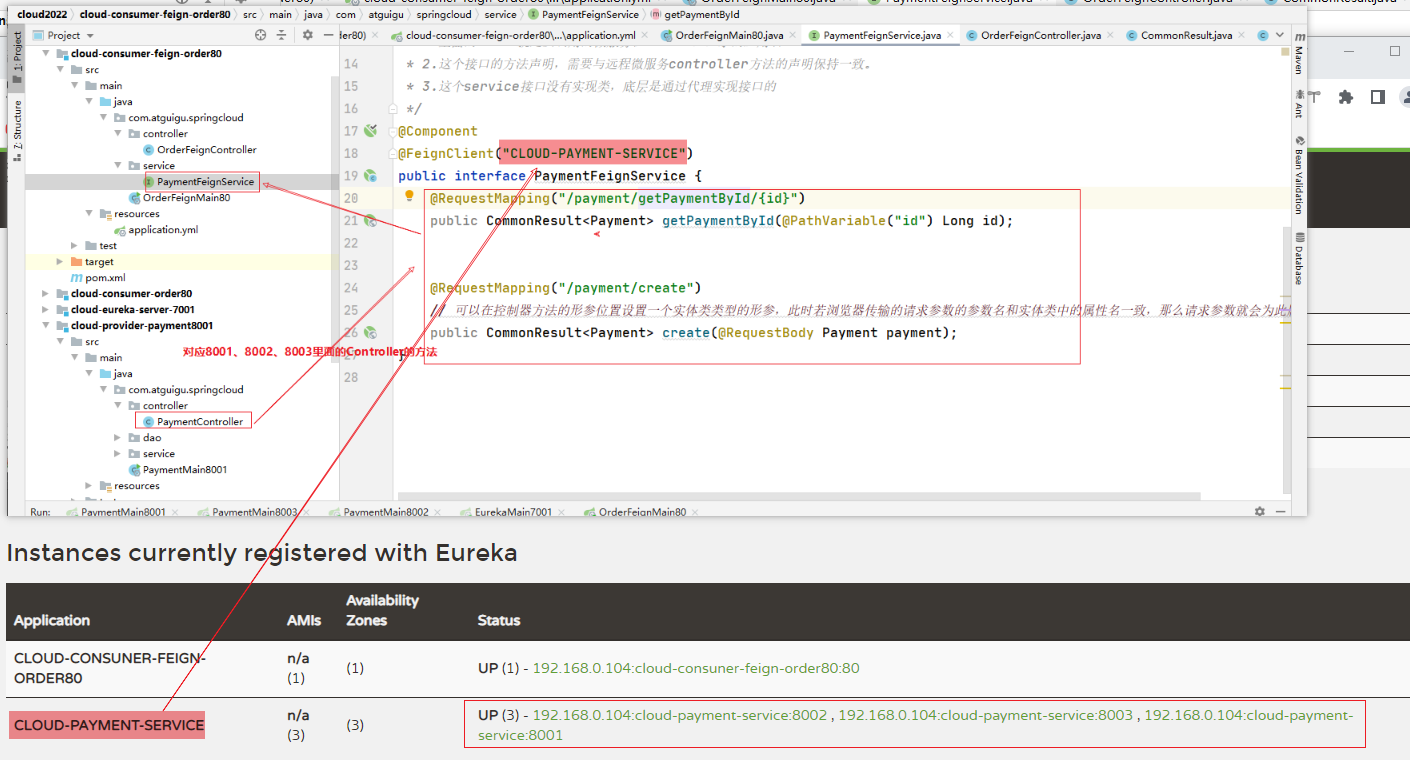 cloud2022 cloud-consumer-feign-order80 src main java com atguigu springcloud service PaymentFeignService getPaymentById
Project
der80)
cloud-consumer-feign-order80\...\application.yml
OrderFeignMain80.java
PaymentFeignService.java
OrderFeignController.java
CommonResult.java
1: Project
Z: Structure
Maven
Ant
Bean Validation
Database
cloud-consumer-feign-order80
src
main
java
com.atguigu.springcloud
controller
OrderFeignController
service
PaymentFeignService
OrderFeignMain80
resources
application.yml
test
target
pom.xml
cloud-consumer-order80
cloud-eureka-server-7001
cloud-provider-payment8001
src
main
java
com.atguigu.springcloud
controller
PaymentController
dao
service
PaymentMain8001
resources
14 * 2.这个接口的方法声明，需要与远程微服务controller方法的声明保持一致。
15 * 3.这个service接口没有实现类，底层是通过代理实现接口的
16 */
17 @Component
18 @FeignClient("CLOUD-PAYMENT-SERVICE")
19 public interface PaymentFeignService {
20 @RequestMapping("/payment/getPaymentById/{id}")
21 public CommonResult<Payment> getPaymentById(@PathVariable("id") Long id);
22
23
24 @RequestMapping("/payment/create")
25 // 可以在控制器方法的形参位置设置一个实体类类型的形参，此时若浏览器传输的请求参数的参数名和实体类中的属性名一致，那么请求参数就会为此
26 public CommonResult<Payment> create(@RequestBody Payment payment);
27 }
28
对应8001、8002、8003里面的Controller的方法
Run: PaymentMain8001 PaymentMain8003 PaymentMain8002 EurekaMain7001 OrderFeignMain80
Instances currently registered with Eureka
Application AMIs Availability Zones Status
CLOUD-CONSUNER-FEIGN-
ORDER80
n/a
(1)
(1)
UP (1) - 192.168.0.104:cloud-consuner-feign-order80:80
CLOUD-PAYMENT-SERVICE
n/a
(3)
(3)
UP (3) - 192.168.0.104:cloud-payment-service:8002 , 192.168.0.104:cloud-payment-service:8003 , 192.168.0.104:cloud-payment-
service:8001